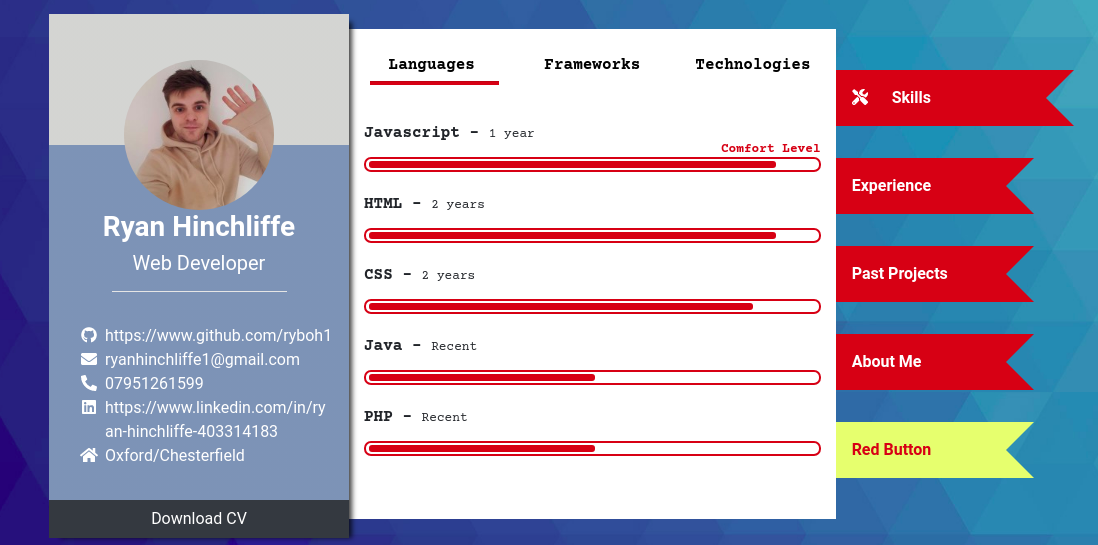 Ryan Hinchliffe
Web Developer
https://www.github.com/ryboh1
ryanhinchliffe1@gmail.com
07951261599
https://www.linkedin.com/in/ry
an-hinchliffe-403314183
Oxford/Chesterfield
Download CV
Languages Frameworks Technologies
Javascript - 1 year
Comfort Level
HTML - 2 years
CSS - 2 years
Java - Recent
PHP - Recent
Skills
Experience
Past Projects
About Me
Red Button